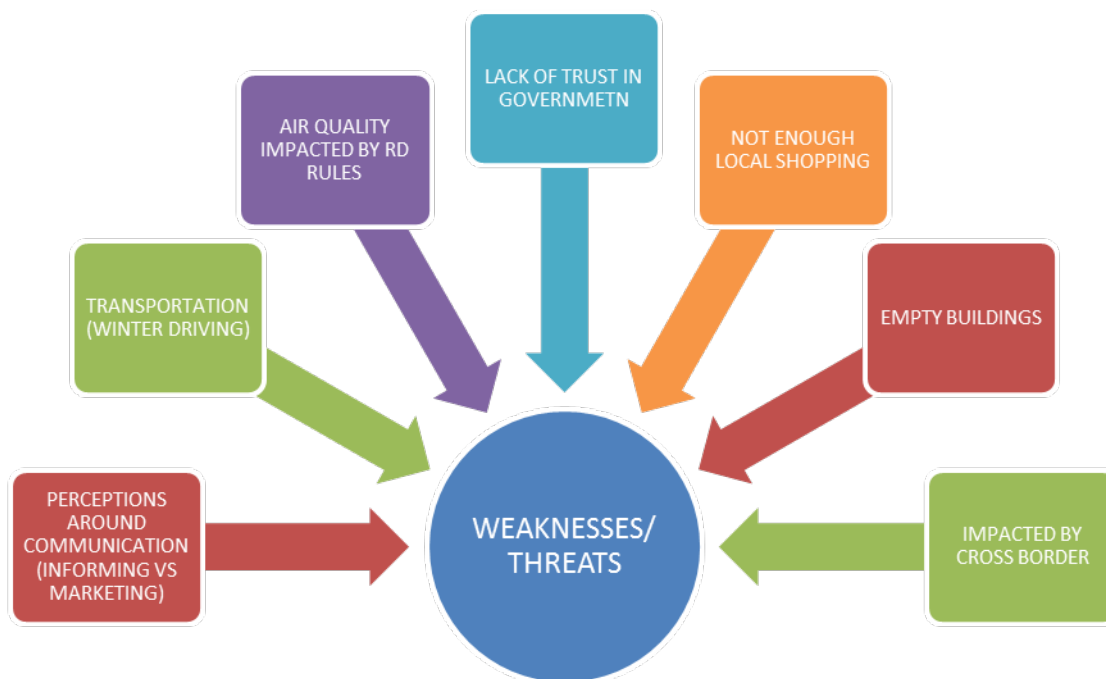 LACK OF TRUST IN
GOVERNMETN
AIR QUALITY
IMPACTED BY RD
RULES
NOT ENOUGH
LOCAL SHOPPING
TRANSPORTATION
(WINTER DRIVING)
EMPTY BUILDINGS
PERCEPTIONS
AROUND
COMMUNICATION
(INFORMING VS
MARKETING)
WEAKNESSES/
THREATS
IMPACTED BY
CROSS BORDER